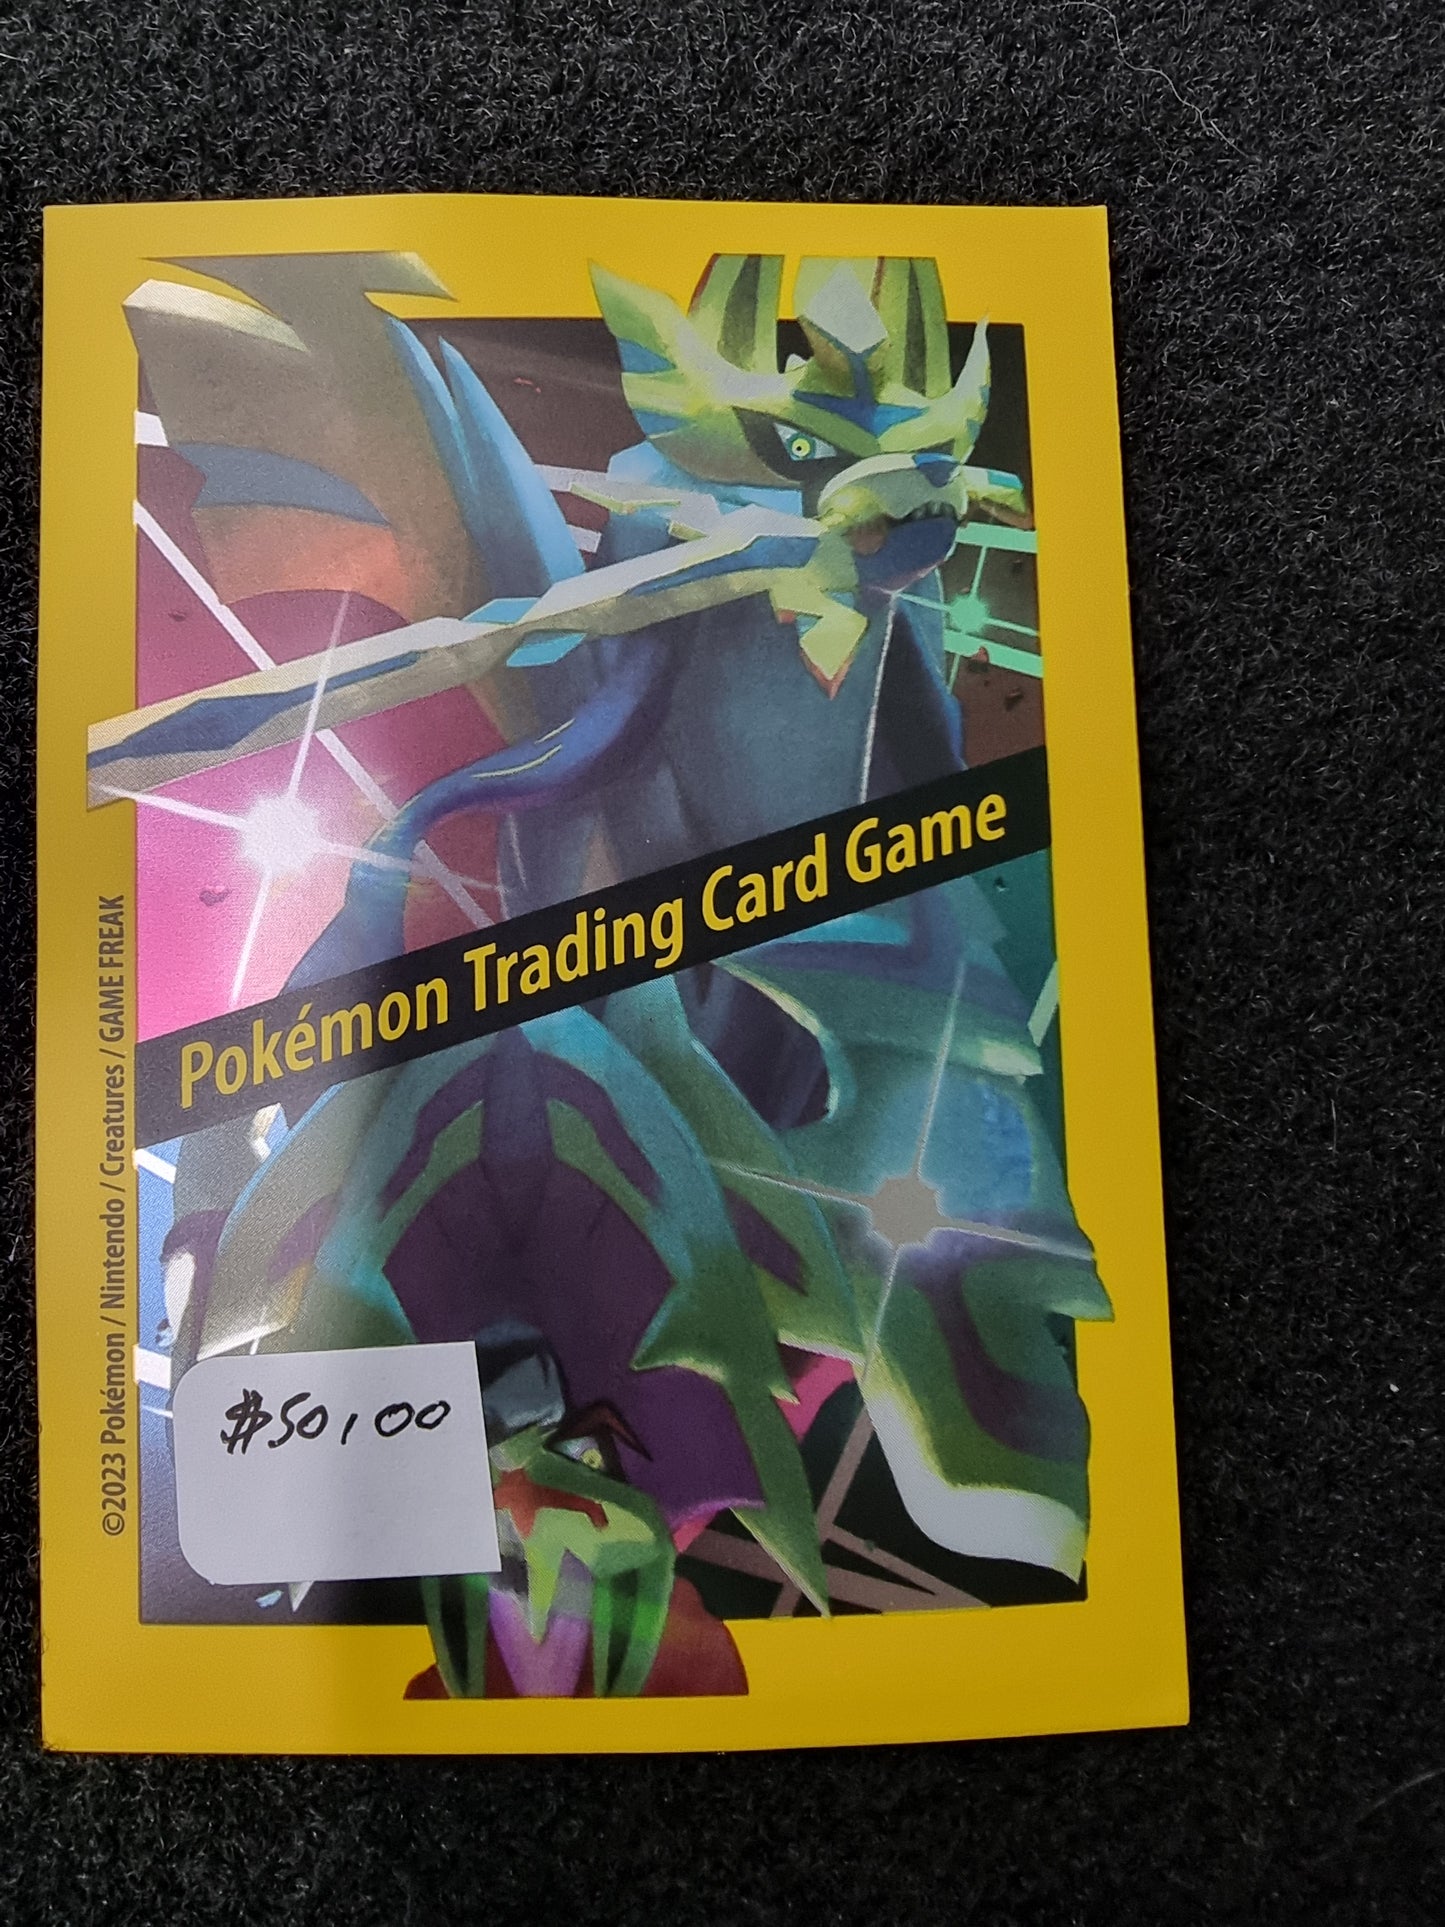 Pokémon Trading Card Game
©2023 Pokémon / Nintendo / Creatures / GAME FREAK
$50,00